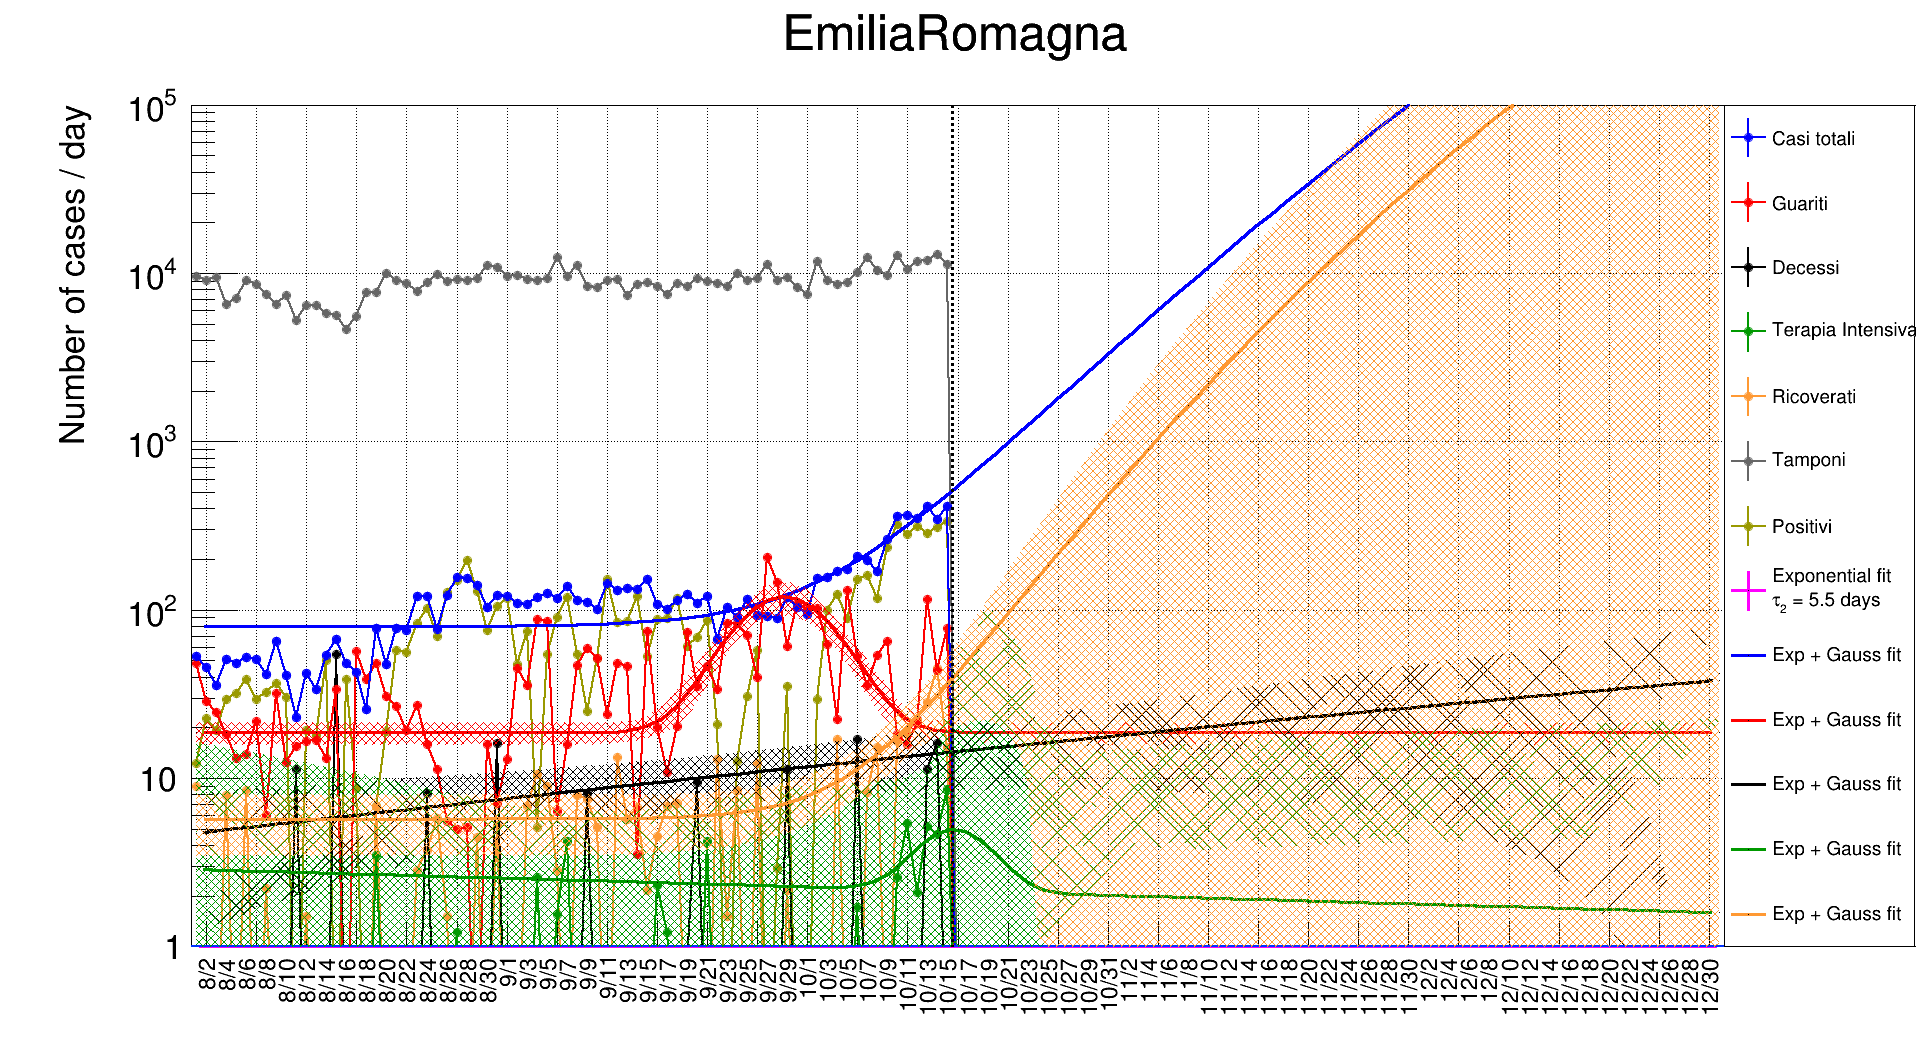 EmiliaRomagna
Number of cases / day
10^5
10^4
10^3
10^2
10
1
8/2 8/4 8/6 8/8 8/10 8/12 8/14 8/16 8/18 8/20 8/22 8/24 8/26 8/28 8/30 9/1 9/3 9/5 9/7 9/9 9/11 9/13 9/15 9/17 9/19 9/21 9/23 9/25 9/27 9/29 10/1 10/3 10/5 10/7 10/9 10/11 10/13 10/15 10/17 10/19 10/21 10/23 10/25 10/27 10/29 10/31 11/2 11/4 11/6 11/8 11/10 11/12 11/14 11/16 11/18 11/20 11/22 11/24 11/26 11/28 11/30 12/2 12/4 12/6 12/8 12/10 12/12 12/14 12/16 12/18 12/20 12/22 12/24 12/26 12/28 12/30
Casi totali
Guariti
Decessi
Terapia Intensiva
Ricoverati
Tamponi
Positivi
Exponential fit
τ₂ = 5.5 days
Exp + Gauss fit
Exp + Gauss fit
Exp + Gauss fit
Exp + Gauss fit
Exp + Gauss fit